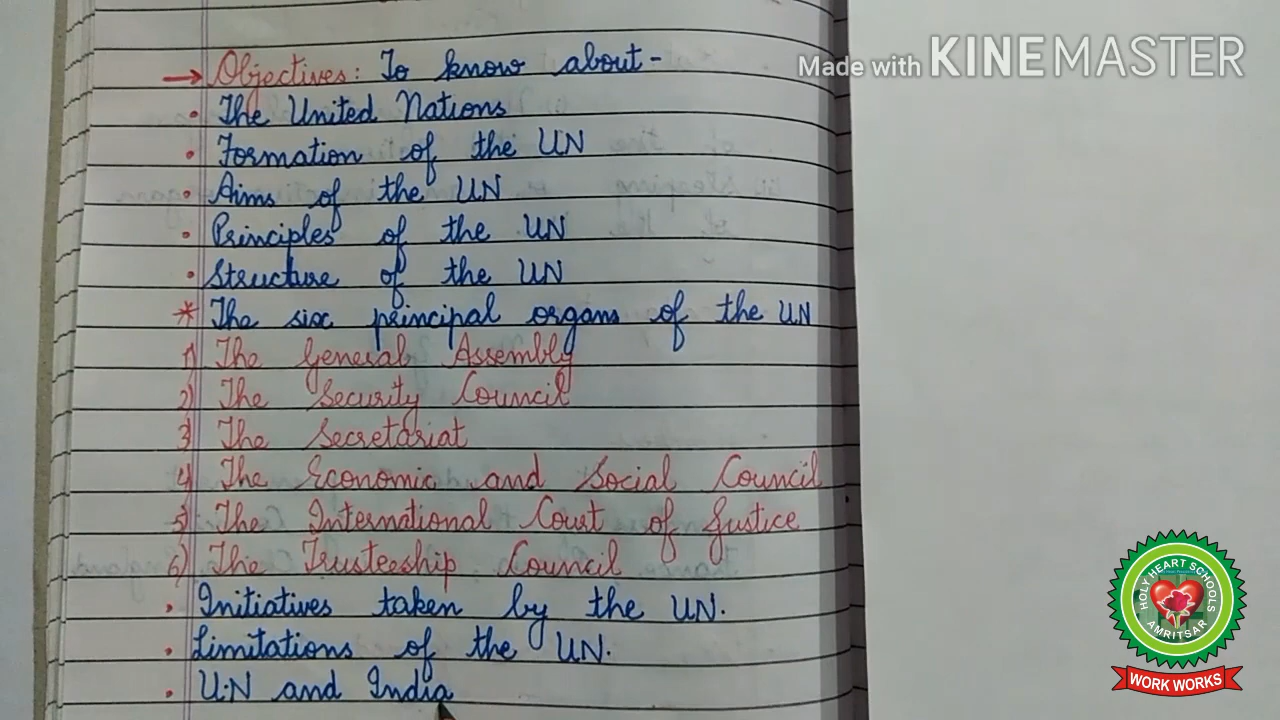 Made with KINEMASTER
→ Objectives: To know about-
• The United Nations
• Formation of the UN
• Aims of the UN
• Principles of the UN
• Structure of the UN
* The six principal organs of the UN
1) The General Assembly
2) The Security Council
3) The Secretariat
4) The Economic and Social Council
5) The International Court of Justice
6) The Trusteeship Council
• Initiatives taken by the UN.
• Limitations of the UN.
• U.N and India
HOLY HEART SCHOOLS
AMRITSAR
WORK WORKS